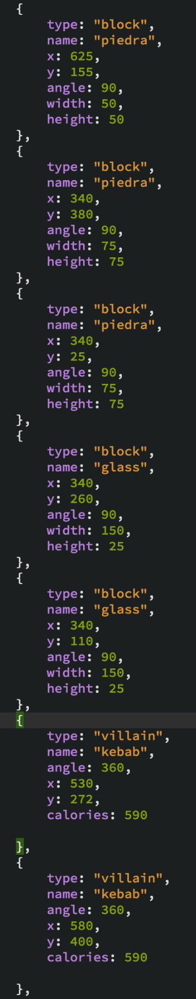 {
type: "block",
name: "piedra",
x: 625,
y: 155,
angle: 90,
width: 50,
height: 50
},
{
type: "block",
name: "piedra",
x: 340,
y: 380,
angle: 90,
width: 75,
height: 75
},
{
type: "block",
name: "piedra",
x: 340,
y: 25,
angle: 90,
width: 75,
height: 75
},
{
type: "block",
name: "glass",
x: 340,
y: 260,
angle: 90,
width: 150,
height: 25
},
{
type: "block",
name: "glass",
x: 340,
y: 110,
angle: 90,
width: 150,
height: 25
},
{
type: "villain",
name: "kebab",
angle: 360,
x: 530,
y: 272,
calories: 590
},
{
type: "villain",
name: "kebab",
angle: 360,
x: 580,
y: 400,
calories: 590
},